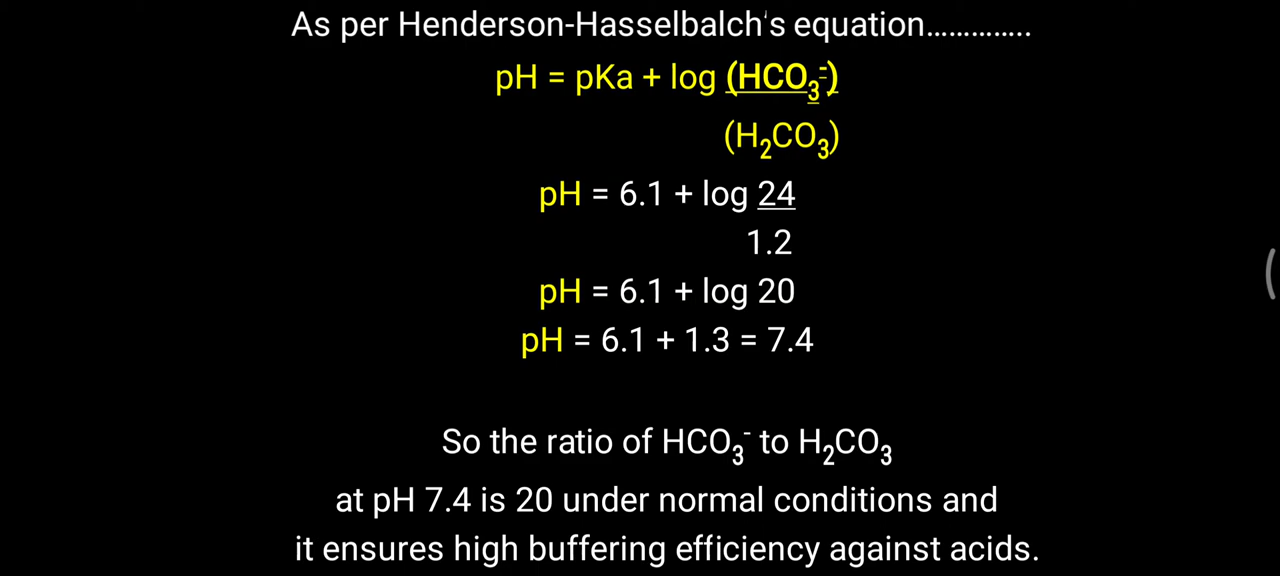 As per Henderson-Hasselbalch's equation…………..
pH = pKa + log (HCO₃⁻)
(H₂CO₃)
pH = 6.1 + log 24
1.2
pH = 6.1 + log 20
pH = 6.1 + 1.3 = 7.4
So the ratio of HCO₃⁻ to H₂CO₃
at pH 7.4 is 20 under normal conditions and
it ensures high buffering efficiency against acids.